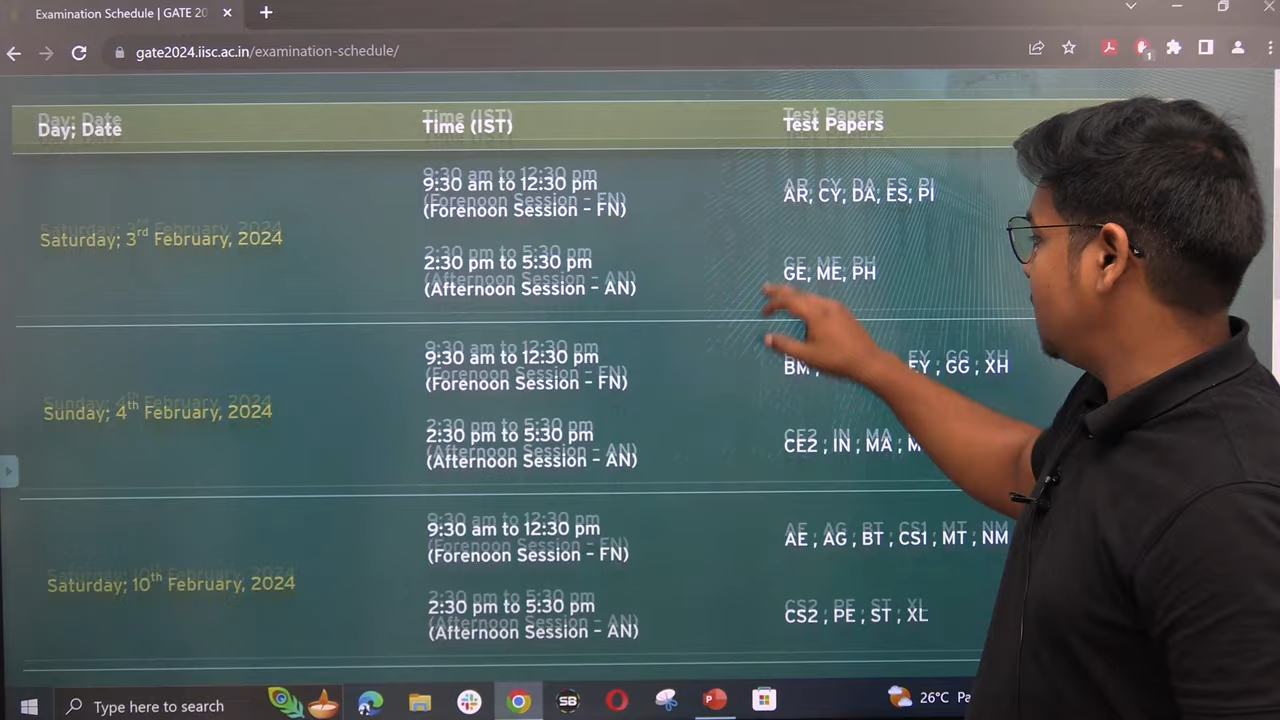 Examination Schedule | GATE 20
gate2024.iisc.ac.in/examination-schedule/
1
Day; Date Time (IST) Test Papers
Saturday; 3rd February, 2024
9:30 am to 12:30 pm
(Forenoon Session - FN)
AR, CY, DA, ES, PI
2:30 pm to 5:30 pm
(Afternoon Session - AN)
GE, ME, PH
Sunday; 4th February, 2024
9:30 am to 12:30 pm
(Forenoon Session - FN)
BM ; EY ; GG ; XH
2:30 pm to 5:30 pm
(Afternoon Session - AN)
CE2 ; IN ; MA ;
Saturday; 10th February, 2024
9:30 am to 12:30 pm
(Forenoon Session - FN)
AE ; AG ; BT ; CS1 ; MT ; NM
2:30 pm to 5:30 pm
(Afternoon Session - AN)
CS2 ; PE ; ST ; XL
Type here to search
SB
P
26°C